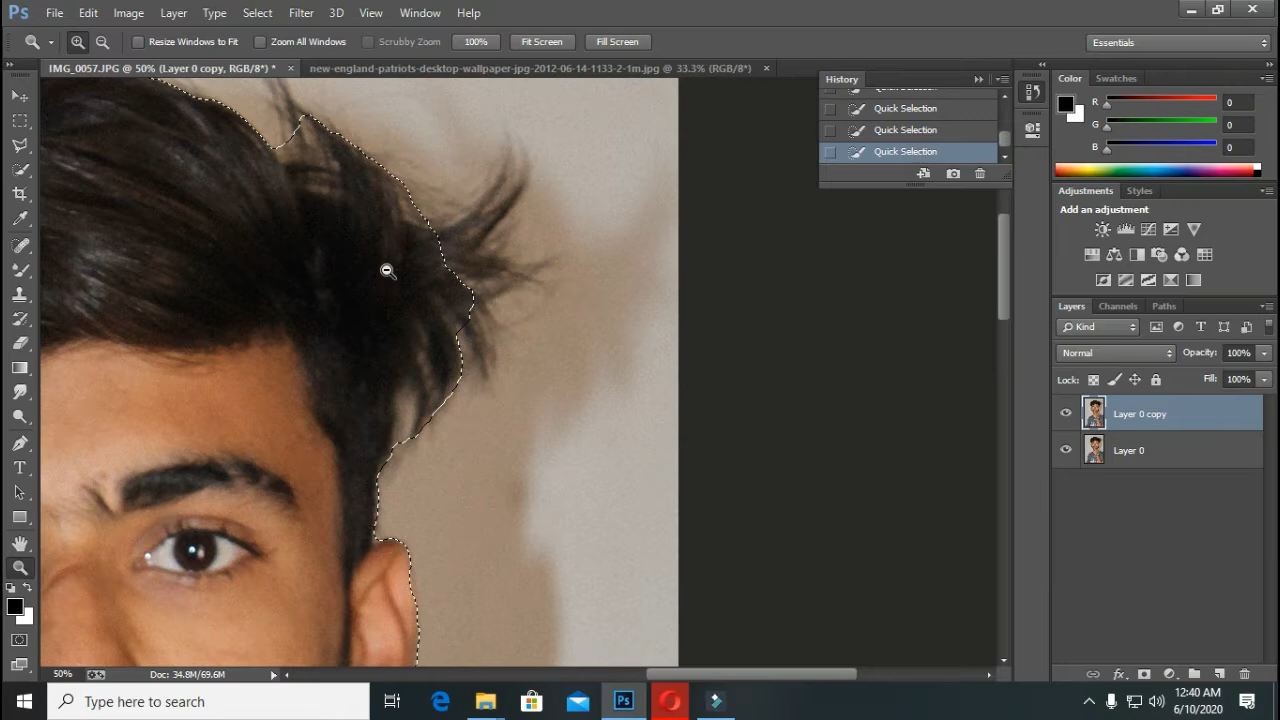 Ps File Edit Image Layer Type Select Filter 3D View Window Help
Resize Windows to Fit Zoom All Windows Scrubby Zoom 100% Fit Screen Fill Screen Essentials
IMG_0057.JPG @ 50% (Layer 0 copy, RGB/8*) * × new-england-patriots-desktop-wallpaper-jpg-2012-06-14-1133-2-1m.jpg @ 33.3% (RGB/8*) ×
History
Quick Selection
Quick Selection
Quick Selection
Quick Selection
Color Swatches
R 0
G 0
B 0
Adjustments Styles
Add an adjustment
Layers Channels Paths
Kind
Normal Opacity: 100%
Lock: Fill: 100%
Layer 0 copy
Layer 0
50% Doc: 34.8M/69.6M
Type here to search
Ps
12:40 AM
6/10/2020